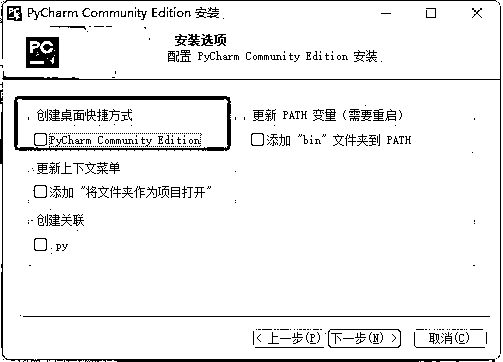 PyCharm Community Edition 安装
PC
安装选项
配置 PyCharm Community Edition 安装
创建桌面快捷方式
PyCharm Community Edition
更新 PATH 变量（需要重启）
添加 "bin" 文件夹到 PATH
更新上下文菜单
添加 "将文件夹作为项目打开"
创建关联
.py
< 上一步(P)
下一步(N) >
取消(C)